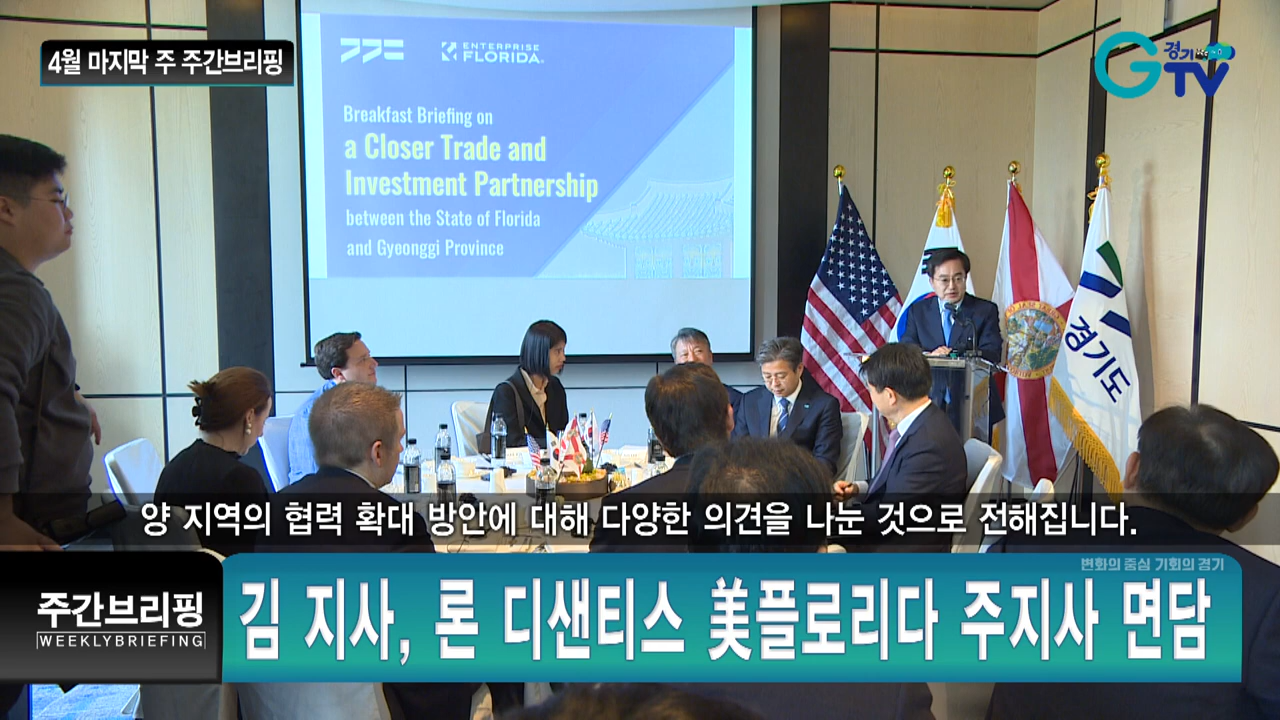 4월 마지막 주 주간브리핑
G경기TV
ENTERPRISE
FLORIDA
Breakfast Briefing on
a Closer Trade and
Investment Partnership
between the State of Florida
and Gyeonggi Province
경기도
양 지역의 협력 확대 방안에 대해 다양한 의견을 나눈 것으로 전해집니다.
변화의 중심 기회의 경기
주간브리핑
WEEKLYBRIEFING
김 지사, 론 디샌티스 美플로리다 주지사 면담